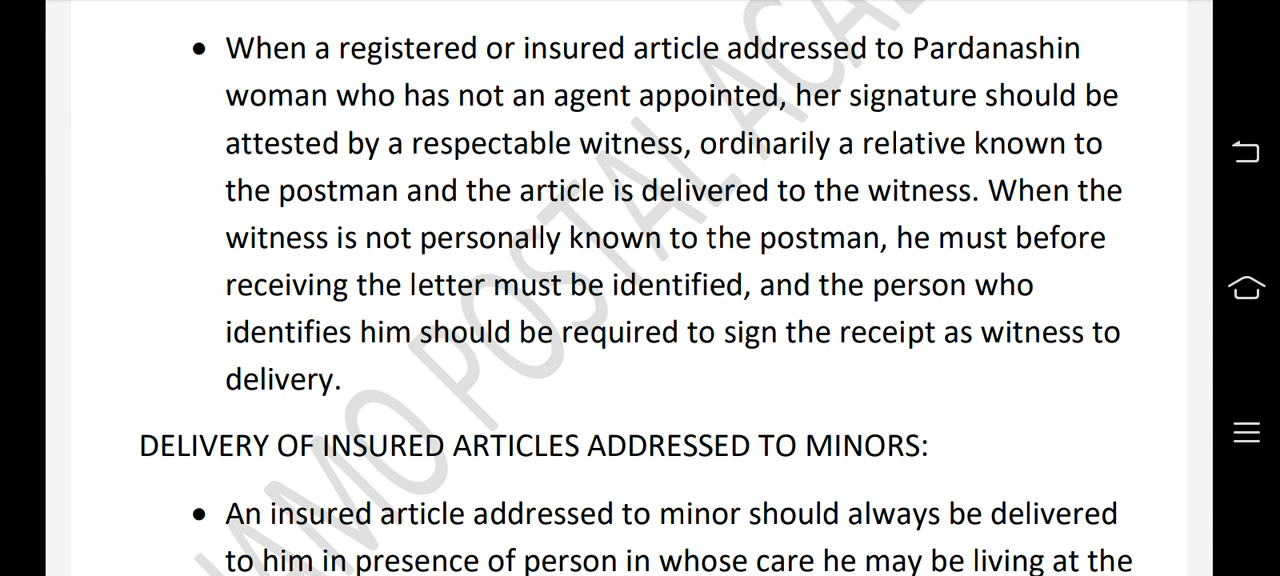 • When a registered or insured article addressed to Pardanashin
woman who has not an agent appointed, her signature should be
attested by a respectable witness, ordinarily a relative known to
the postman and the article is delivered to the witness. When the
witness is not personally known to the postman, he must before
receiving the letter must be identified, and the person who
identifies him should be required to sign the receipt as witness to
delivery.
DELIVERY OF INSURED ARTICLES ADDRESSED TO MINORS:
• An insured article addressed to minor should always be delivered
to him in presence of person in whose care he may be living at the
POSTAL